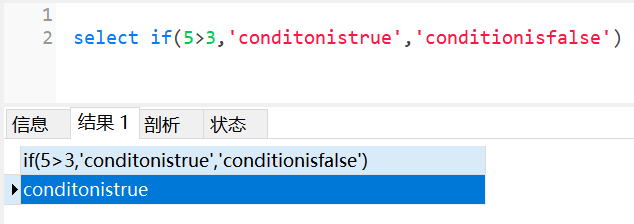 1
2 select if(5>3,'conditonistrue','conditionisfalse')
信息 结果 1 剖析 状态
if(5>3,'conditonistrue','conditionisfalse')
conditonistrue